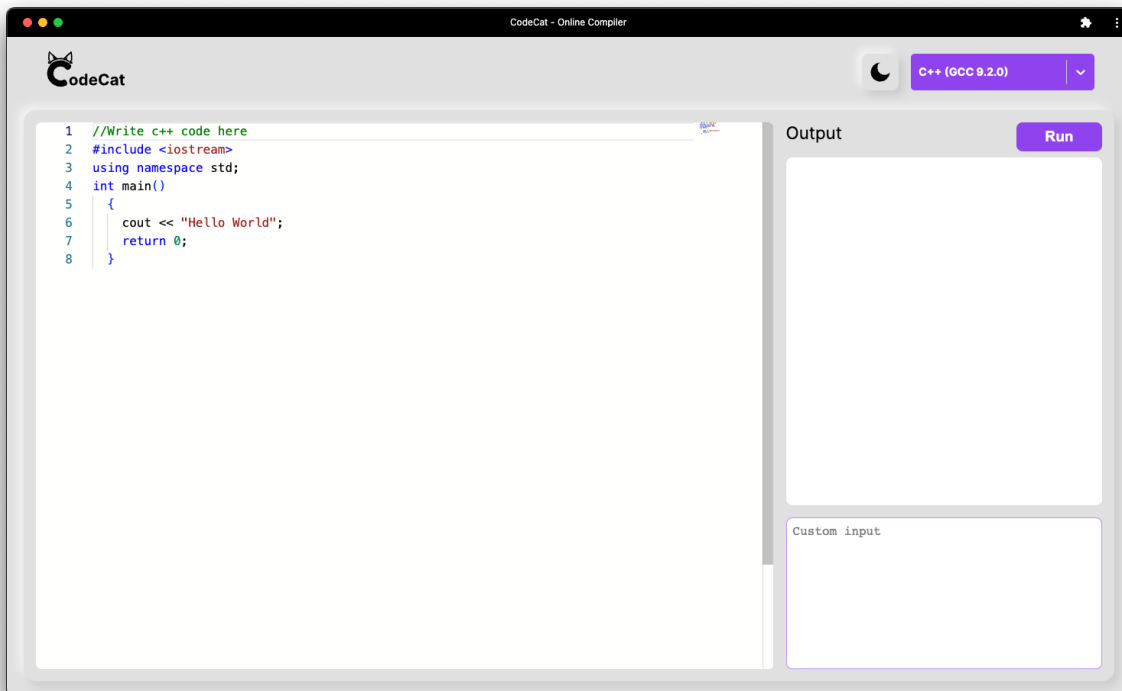 CodeCat - Online Compiler
CodeCat
C++ (GCC 9.2.0)
1 //Write c++ code here
2 #include <iostream>
3 using namespace std;
4 int main()
5 {
6 cout << "Hello World";
7 return 0;
8 }
Output
Run
Custom input